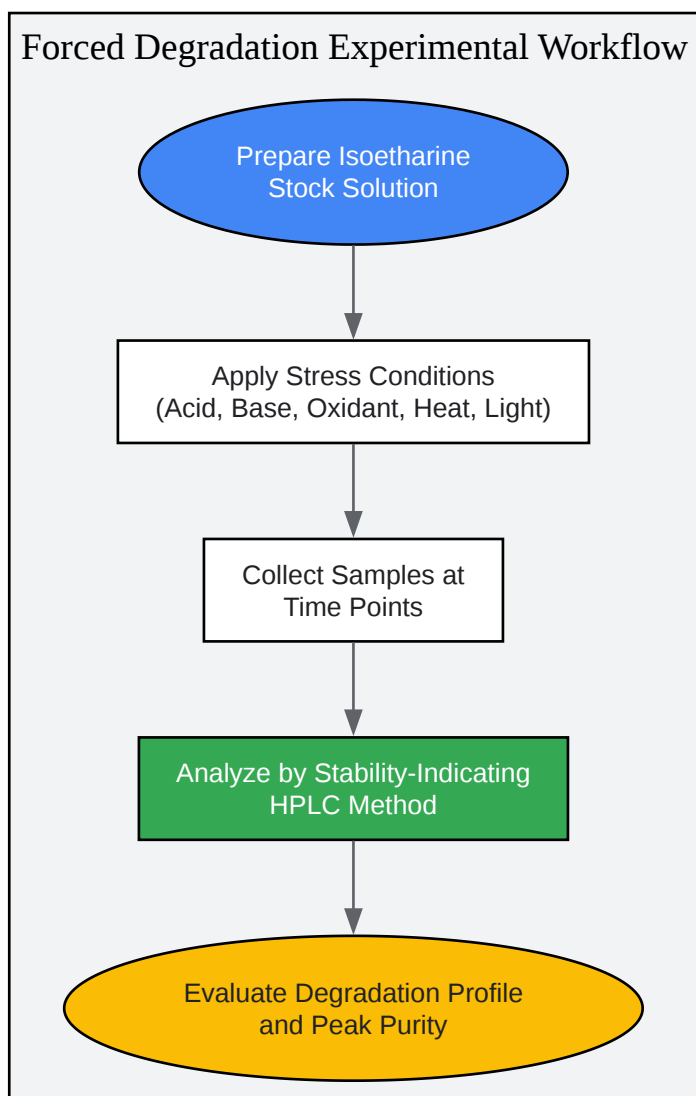 Forced Degradation Experimental Workflow
Prepare Isoetharine
Stock Solution
Apply Stress Conditions
(Acid, Base, Oxidant, Heat, Light)
Collect Samples at
Time Points
Analyze by Stability-Indicating
HPLC Method
Evaluate Degradation Profile
and Peak Purity